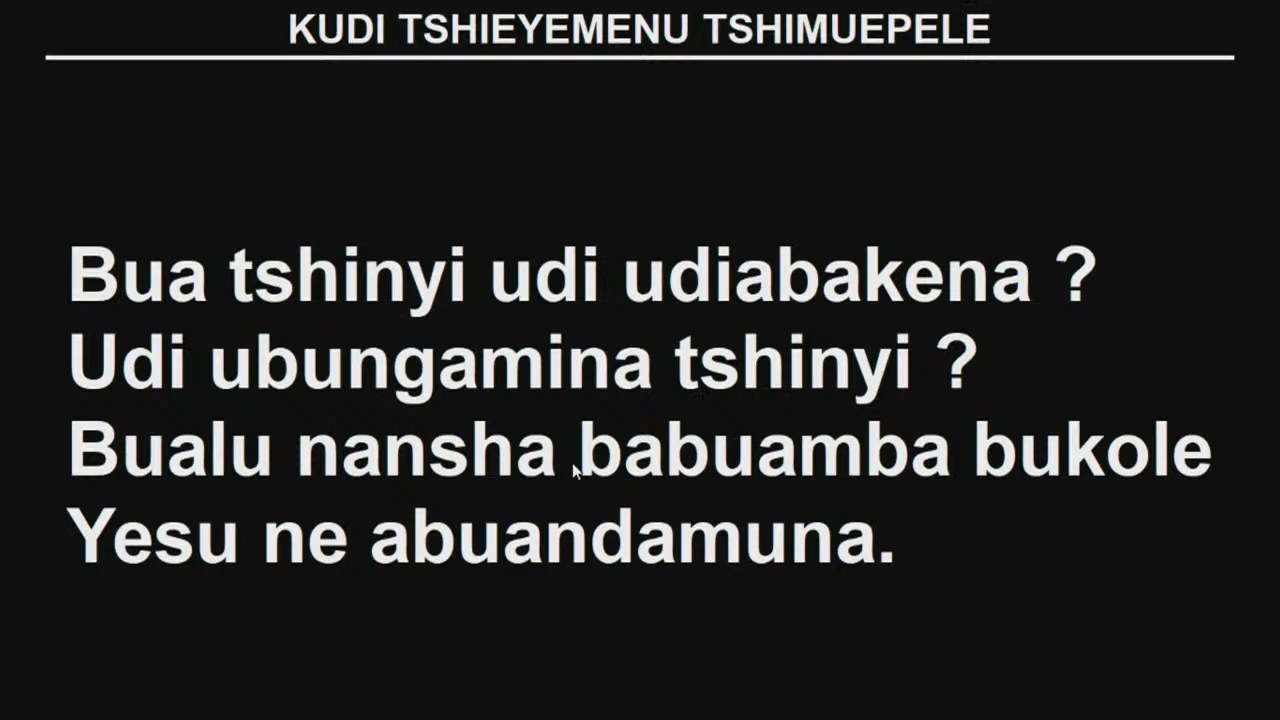 KUDI TSHIEYEMENU TSHIMUEPELE
Bua tshinyi udi udiabakena ?
Udi ubungamina tshinyi ?
Bualu nansha babuamba bukole
Yesu ne abuandamuna.